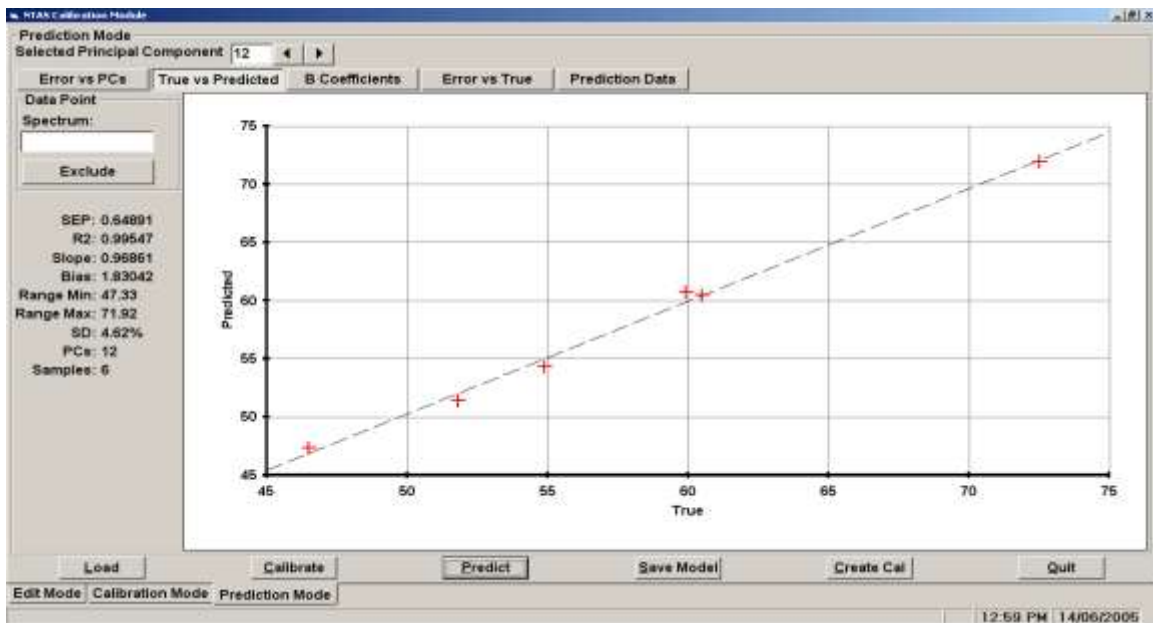 NTAS Calibration Module
Prediction Mode
Selected Principal Component 12
Error vs PCs True vs Predicted B Coefficients Error vs True Prediction Data
Data Point
Spectrum:
Exclude
SEP: 0.64891
R2: 0.99547
Slope: 0.96861
Bias: 1.83042
Range Min: 47.33
Range Max: 71.92
SD: 4.62%
PCs: 12
Samples: 6
75
70
65
60
55
50
45
Predicted
45 50 55 60 65 70 75
True
Load Calibrate Predict Save Model Create Cal Quit
Edit Mode Calibration Mode Prediction Mode
12:59 PM 14/06/2005